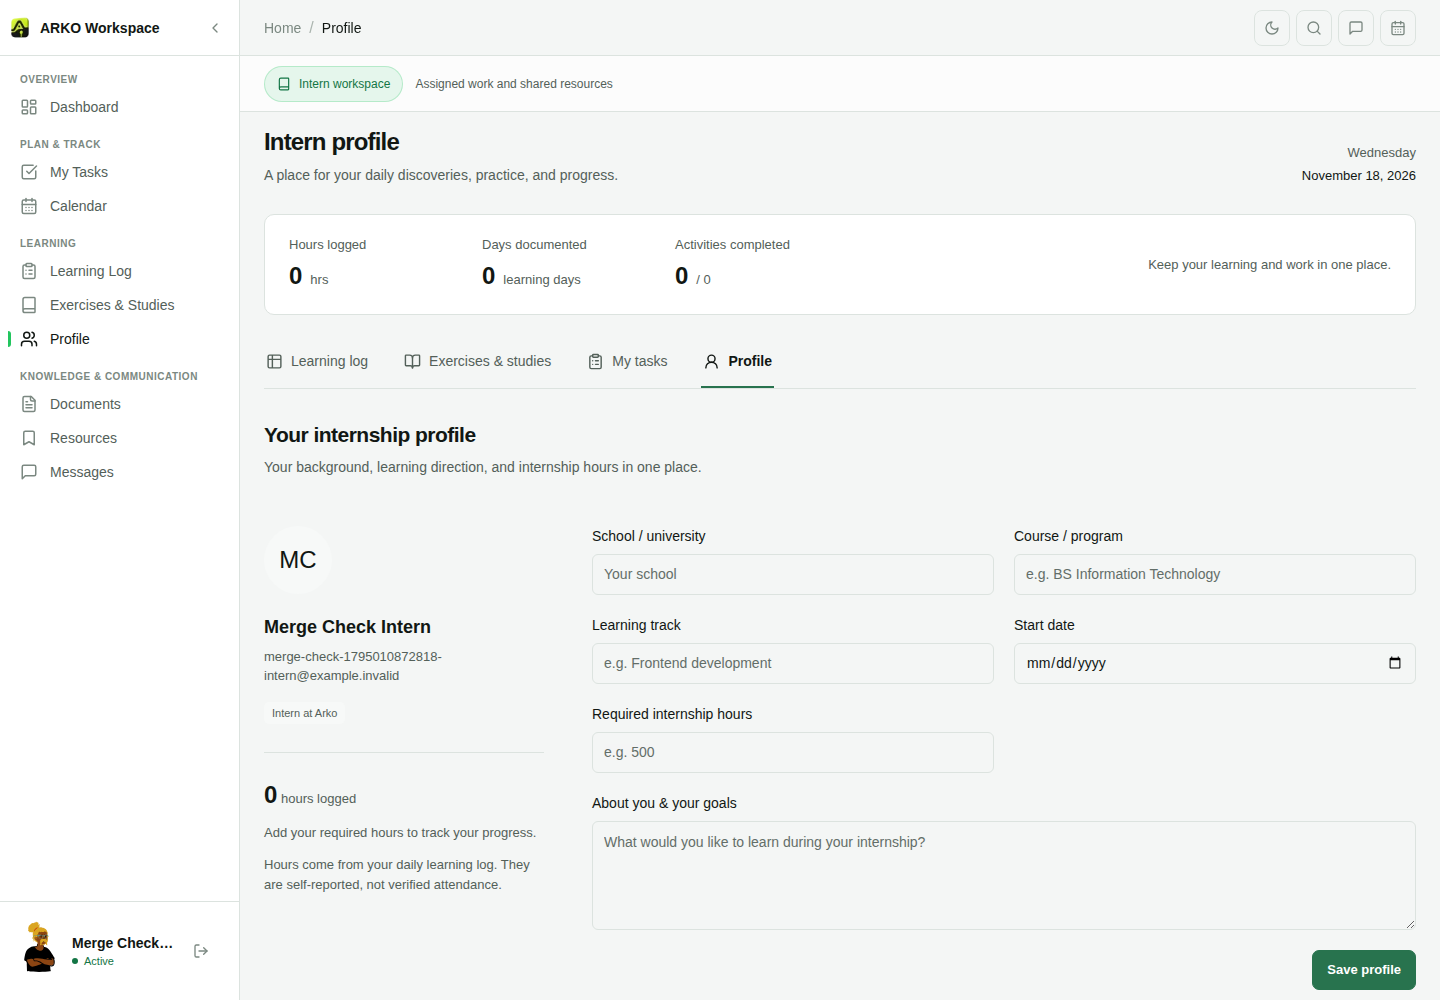 ARKO Workspace
OVERVIEW
Dashboard
PLAN & TRACK
My Tasks
Calendar
LEARNING
Learning Log
Exercises & Studies
Profile
KNOWLEDGE & COMMUNICATION
Documents
Resources
Messages
Merge Check…
Active
Home / Profile
Intern workspace
Assigned work and shared resources
Intern profile
A place for your daily discoveries, practice, and progress.
Wednesday
November 18, 2026
Hours logged
0 hrs
Days documented
0 learning days
Activities completed
0 / 0
Keep your learning and work in one place.
Learning log
Exercises & studies
My tasks
Profile
Your internship profile
Your background, learning direction, and internship hours in one place.
MC
Merge Check Intern
merge-check-1795010872818-
intern@example.invalid
Intern at Arko
0 hours logged
Add your required hours to track your progress.
Hours come from your daily learning log. They
are self-reported, not verified attendance.
School / university
Your school
Course / program
e.g. BS Information Technology
Learning track
e.g. Frontend development
Start date
mm/dd/yyyy
Required internship hours
e.g. 500
About you & your goals
What would you like to learn during your internship?
Save profile